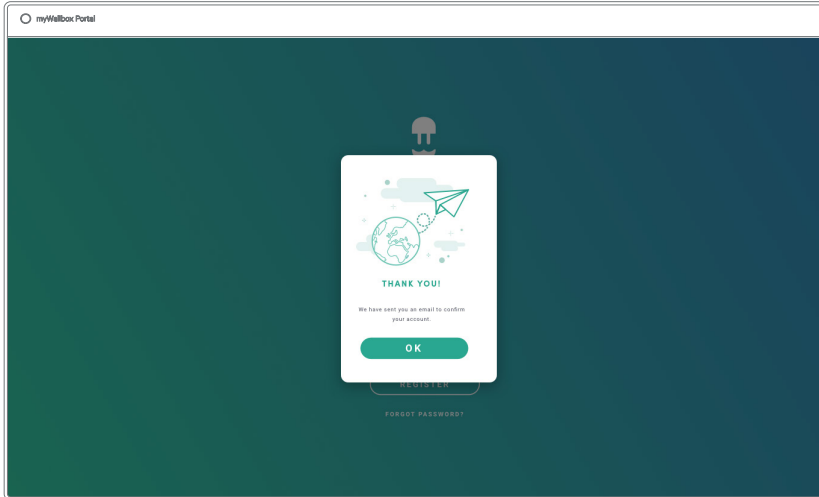 myWallbox Portal
THANK YOU!
We have sent you an email to confirm
your account.
OK
REGISTER
FORGOT PASSWORD?